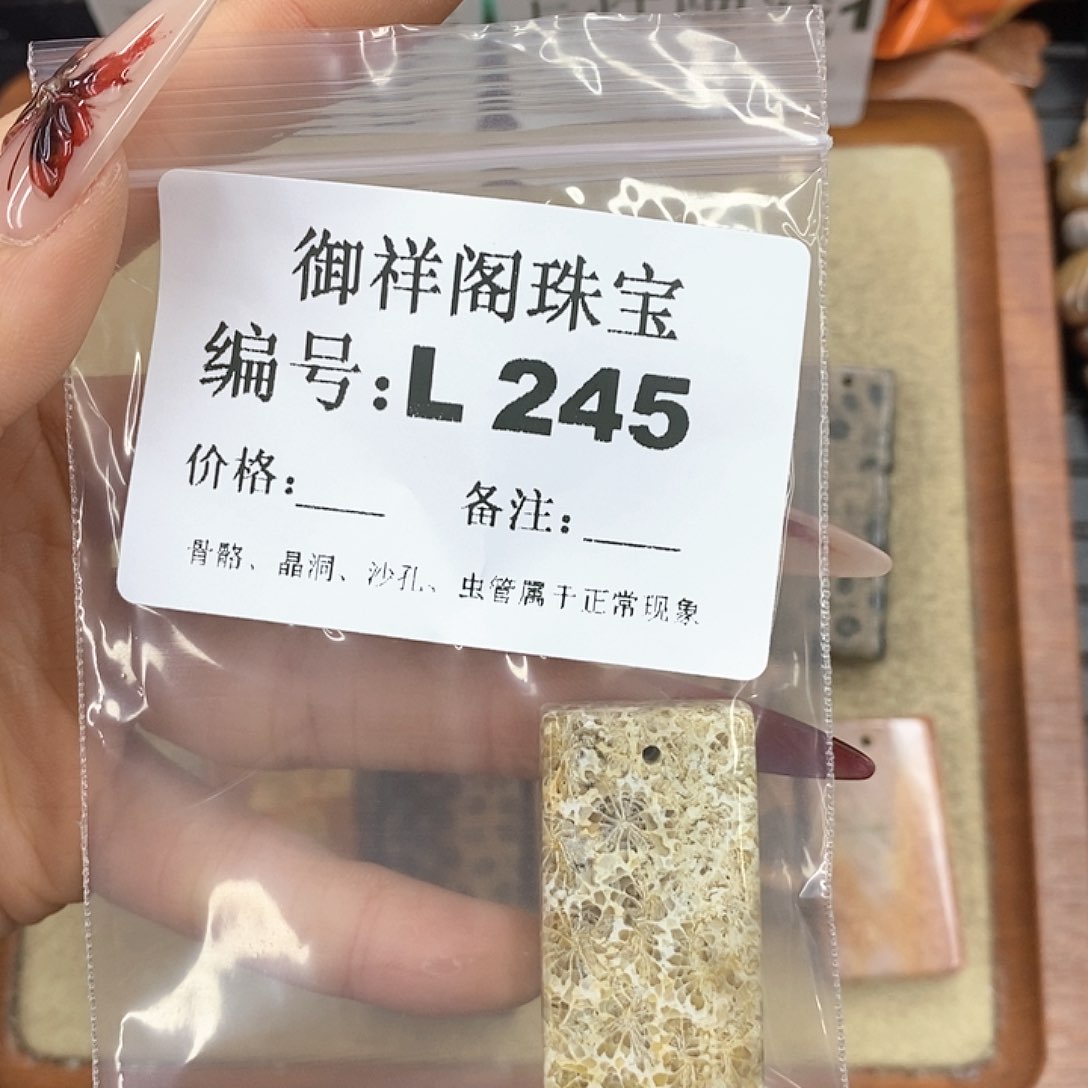 御祥阁珠宝
编号:L 245
价格:____ 备注:____
骨骼、晶洞、沙孔、虫管属于正常现象